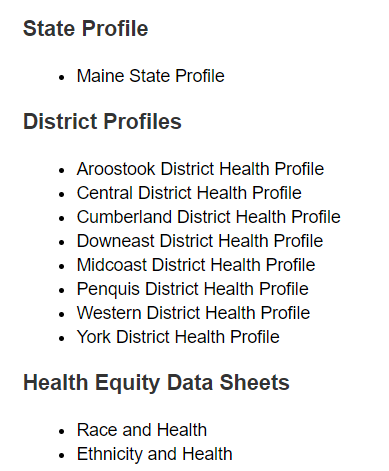 State Profile
Maine State Profile
District Profiles
Aroostook District Health Profile
Central District Health Profile
Cumberland District Health Profile
Downeast District Health Profile
Midcoast District Health Profile
Penquis District Health Profile
Western District Health Profile
York District Health Profile
Health Equity Data Sheets
Race and Health
Ethnicity and Health